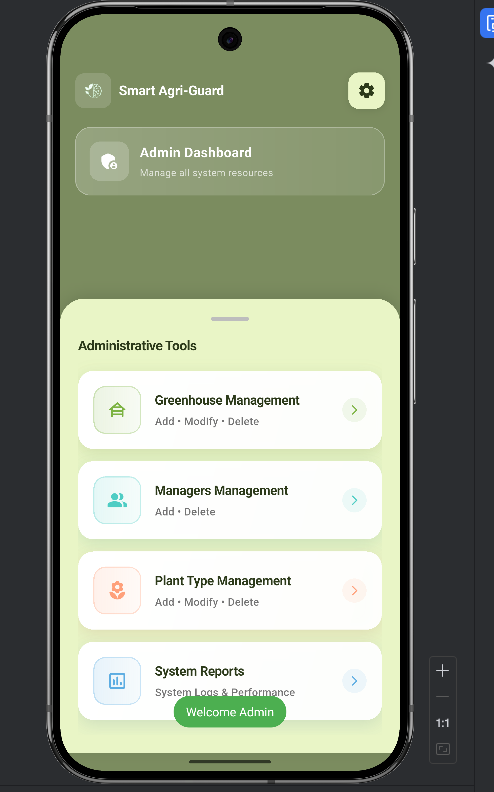 Smart Agri-Guard
Admin Dashboard
Manage all system resources
Administrative Tools
Greenhouse Management
Add • Modify • Delete
Managers Management
Add • Delete
Plant Type Management
Add • Modify • Delete
System Reports
System Logs & Performance
Welcome Admin
1:1